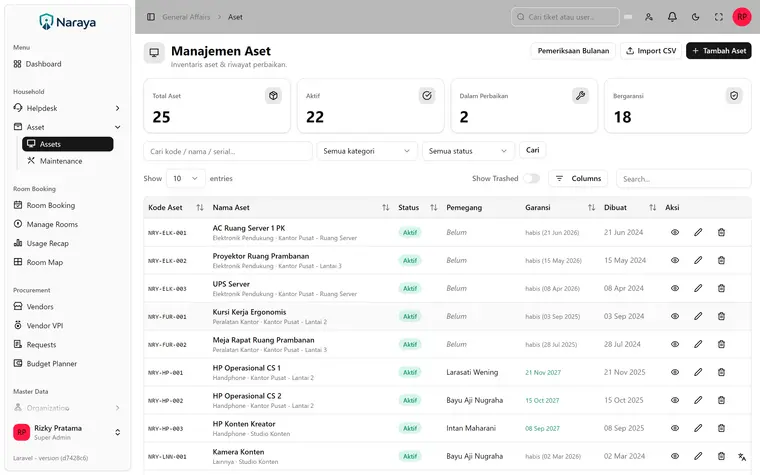 Naraya
Menu
Dashboard
Household
Helpdesk
Asset
Assets
Maintenance
Room Booking
Room Booking
Manage Rooms
Usage Recap
Room Map
Procurement
Vendors
Vendor VPI
Requests
Budget Planner
Master Data
Organization
RP
Rizky Pratama
Super Admin
Laravel - version (d7428c6)
General Affairs > Aset
Cari tiket atau user...
RP
Manajemen Aset
Inventaris aset & riwayat perbaikan.
Pemeriksaan Bulanan
Import CSV
+ Tambah Aset
Total Aset
25
Aktif
22
Dalam Perbaikan
2
Bergaransi
18
Cari kode / nama / serial...
Semua kategori
Semua status
Cari
Show 10 entries
Show Trashed
Columns
Search...
Kode Aset Nama Aset Status Pemegang Garansi Dibuat Aksi
NRY-ELK-001 AC Ruang Server 1 PK Aktif Belum habis (21 Jun 2026) 21 Jun 2024
Elektronik Pendukung · Kantor Pusat - Ruang Server
NRY-ELK-002 Proyektor Ruang Prambanan Aktif Belum habis (15 May 2026) 15 May 2024
Elektronik Pendukung · Kantor Pusat - Lantai 3
NRY-ELK-003 UPS Server Aktif Belum habis (08 Apr 2026) 08 Apr 2024
Elektronik Pendukung · Kantor Pusat - Ruang Server
NRY-FUR-001 Kursi Kerja Ergonomis Aktif Belum habis (03 Sep 2025) 03 Sep 2024
Peralatan Kantor · Kantor Pusat - Lantai 2
NRY-FUR-002 Meja Rapat Ruang Prambanan Aktif Belum habis (28 Jul 2025) 28 Jul 2024
Peralatan Kantor · Kantor Pusat - Lantai 3
NRY-HP-001 HP Operasional CS 1 Aktif Larasati Wening 21 Nov 2027 21 Nov 2025
Handphone · Kantor Pusat - Lantai 2
NRY-HP-002 HP Operasional CS 2 Aktif Bayu Aji Nugraha 15 Oct 2027 15 Oct 2025
Handphone · Kantor Pusat - Lantai 2
NRY-HP-003 HP Konten Kreator Aktif Intan Maharani 08 Sep 2027 08 Sep 2025
Handphone · Studio Konten
NRY-LNN-001 Kamera Konten Aktif Bayu Aji Nugraha habis (02 Mar 2026) 02 Mar 2024
Lainnya · Studio Konten